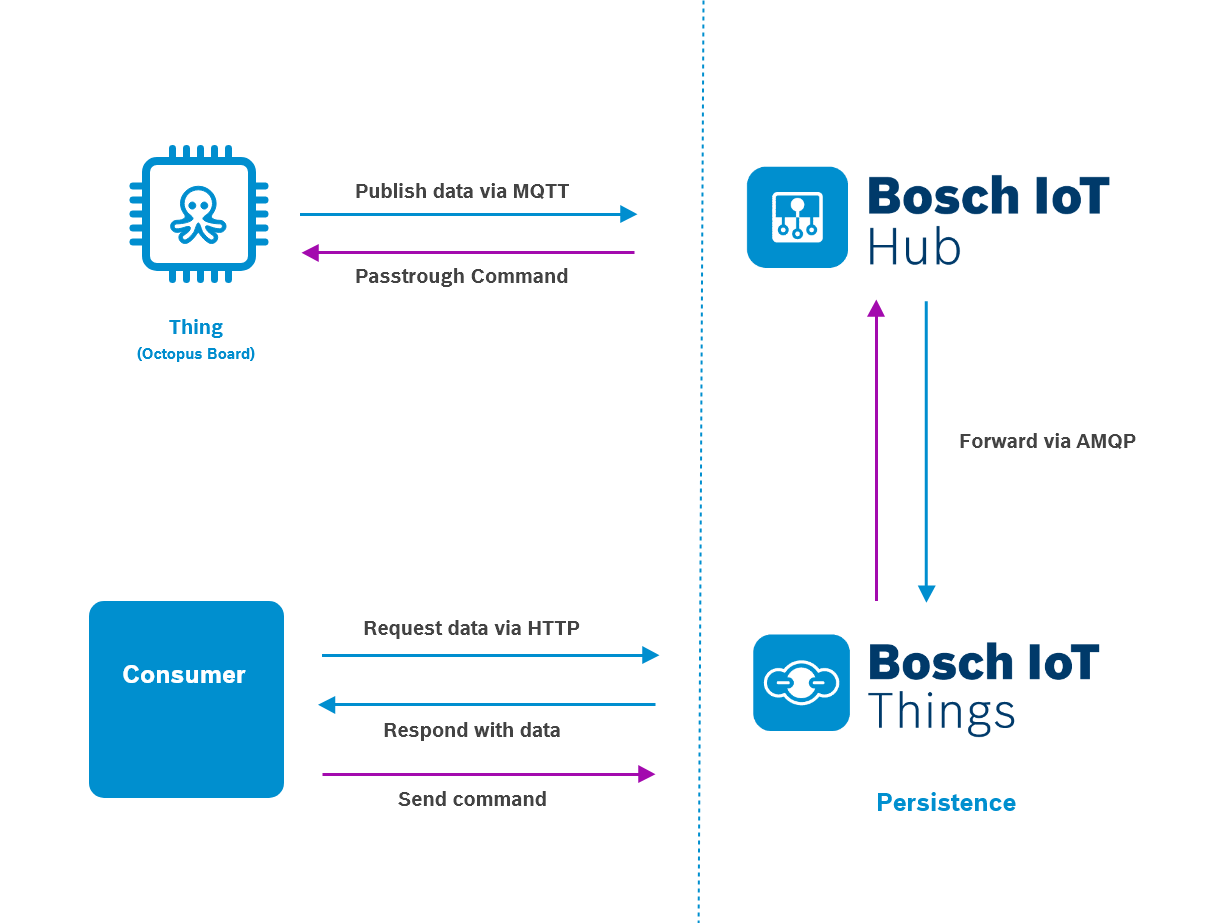 Publish data via MQTT
Passtrough Command
Thing
(Octopus Board)
Bosch IoT
Hub
Forward via AMQP
Consumer
Request data via HTTP
Respond with data
Send command
Bosch IoT
Things
Persistence